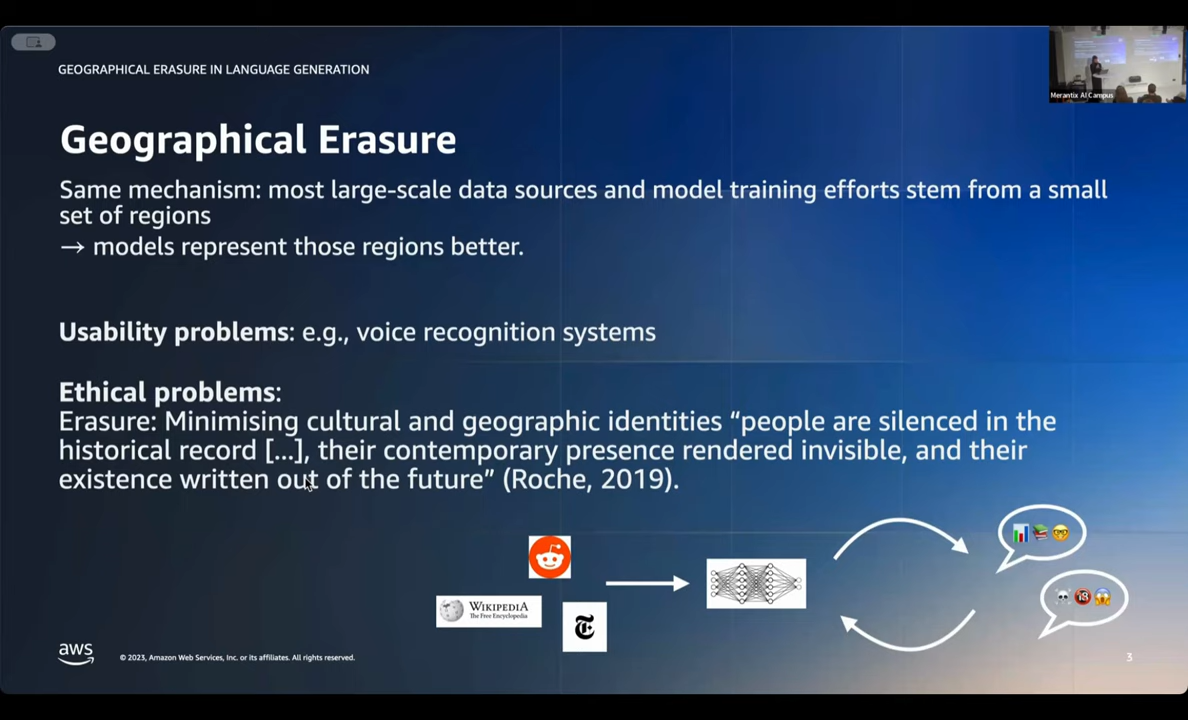 GEOGRAPHICAL ERASURE IN LANGUAGE GENERATION
Merantix AI Campus
Geographical Erasure
Same mechanism: most large-scale data sources and model training efforts stem from a small
set of regions
→ models represent those regions better.
Usability problems: e.g., voice recognition systems
Ethical problems:
Erasure: Minimising cultural and geographic identities “people are silenced in the
historical record [...], their contemporary presence rendered invisible, and their
existence written out of the future” (Roche, 2019).
WIKIPEDIA
The Free Encyclopedia
T
18
aws
© 2023, Amazon Web Services, Inc. or its affiliates. All rights reserved.
3